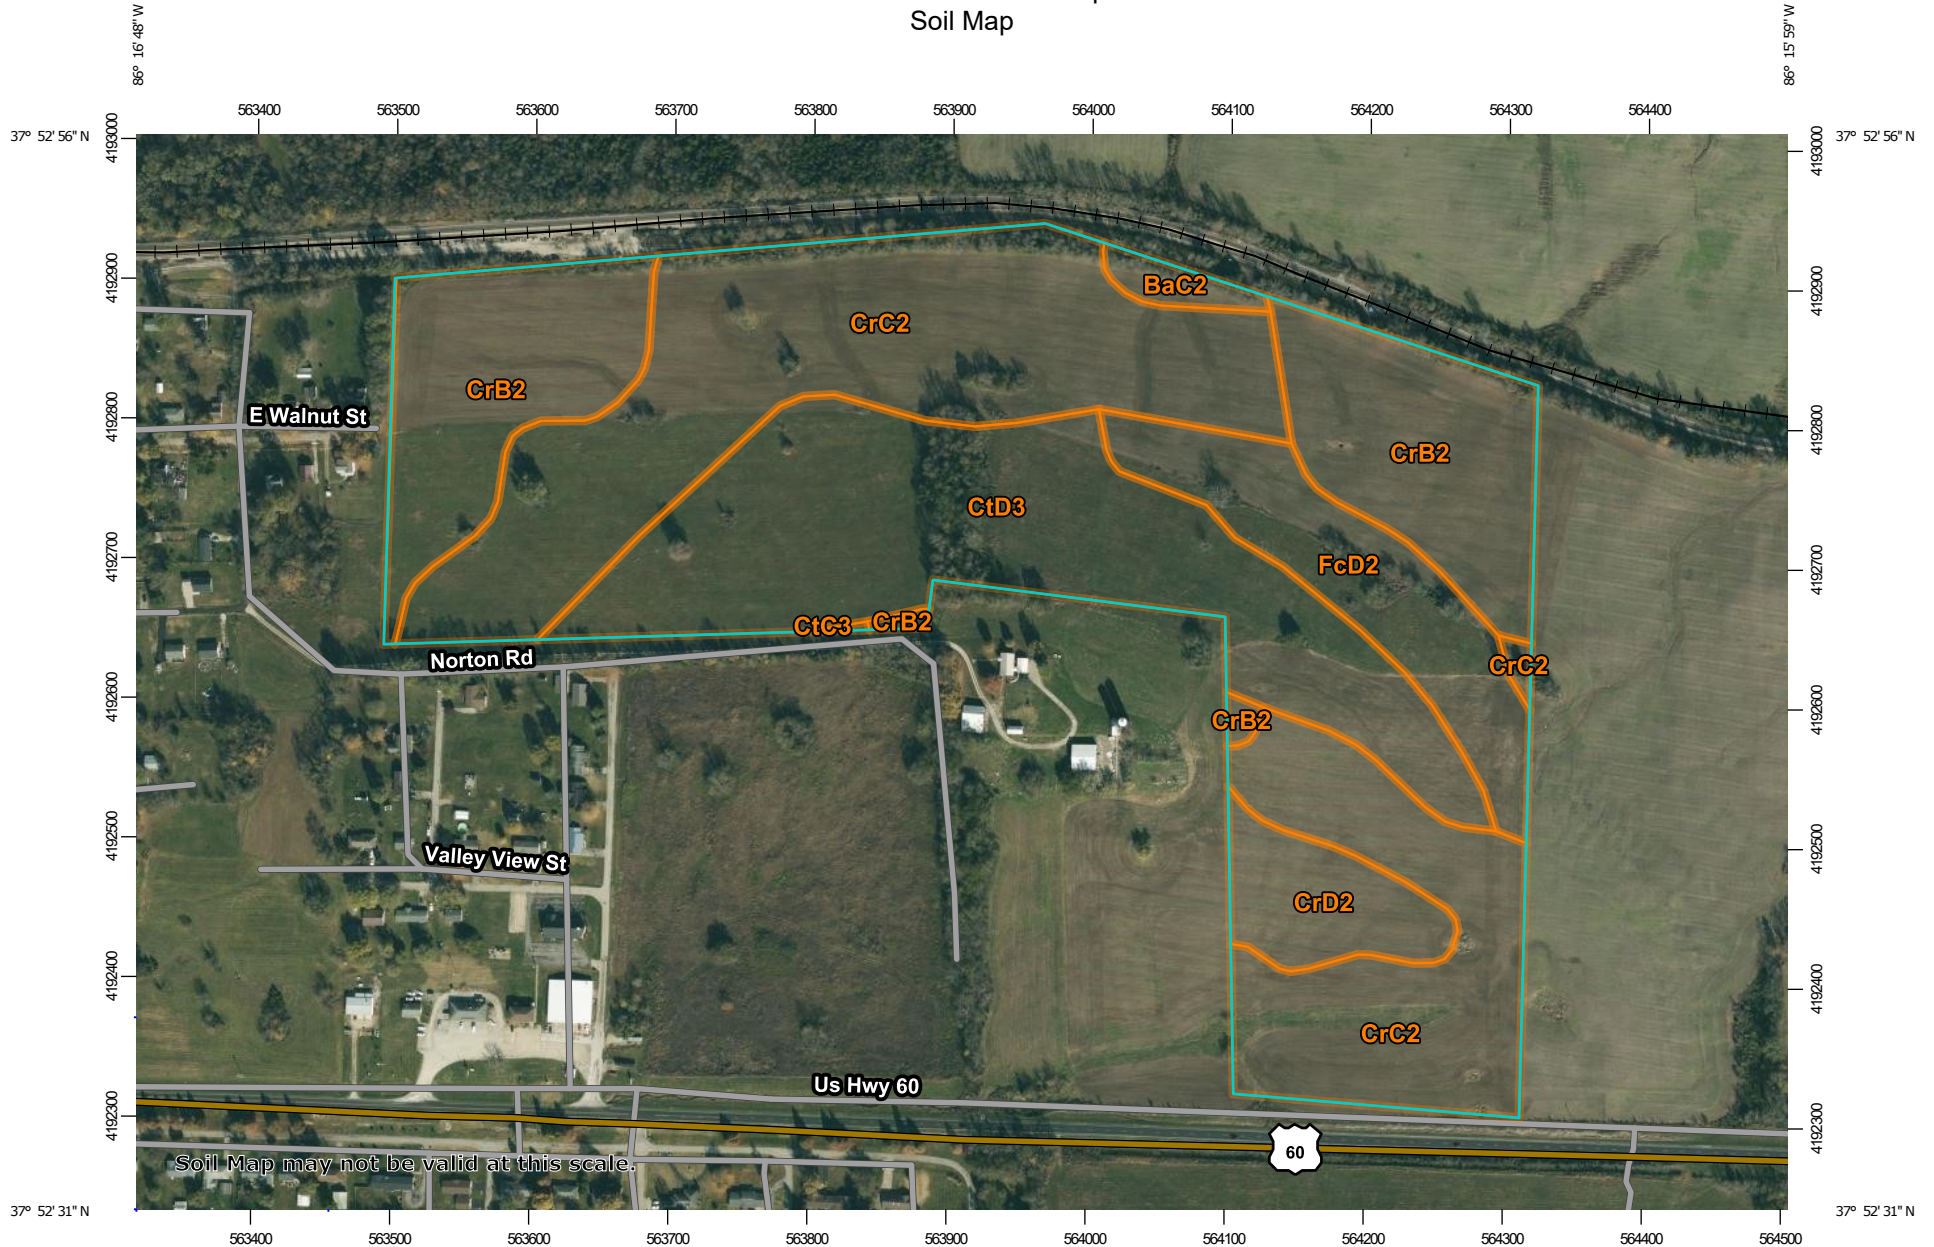 Soil Map
86° 16' 48" W
86° 15' 59" W
563400 563500 563600 563700 563800 563900 564000 564100 564200 564300 564400
37° 52' 56" N
37° 52' 56" N
4193000
4193000
4192900
4192900
4192800
4192800
4192700
4192700
4192600
4192600
4192500
4192500
4192400
4192400
4192300
4192300
BaC2
CrC2
CrB2
E Walnut St
CrB2
CtD3
FcD2
CtC3
CrB2
Norton Rd
CrC2
CrB2
Valley View St
CrD2
CrC2
Us Hwy 60
60
Soil Map may not be valid at this scale.
37° 52' 31" N
37° 52' 31" N
563400 563500 563600 563700 563800 563900 564000 564100 564200 564300 564400 564500